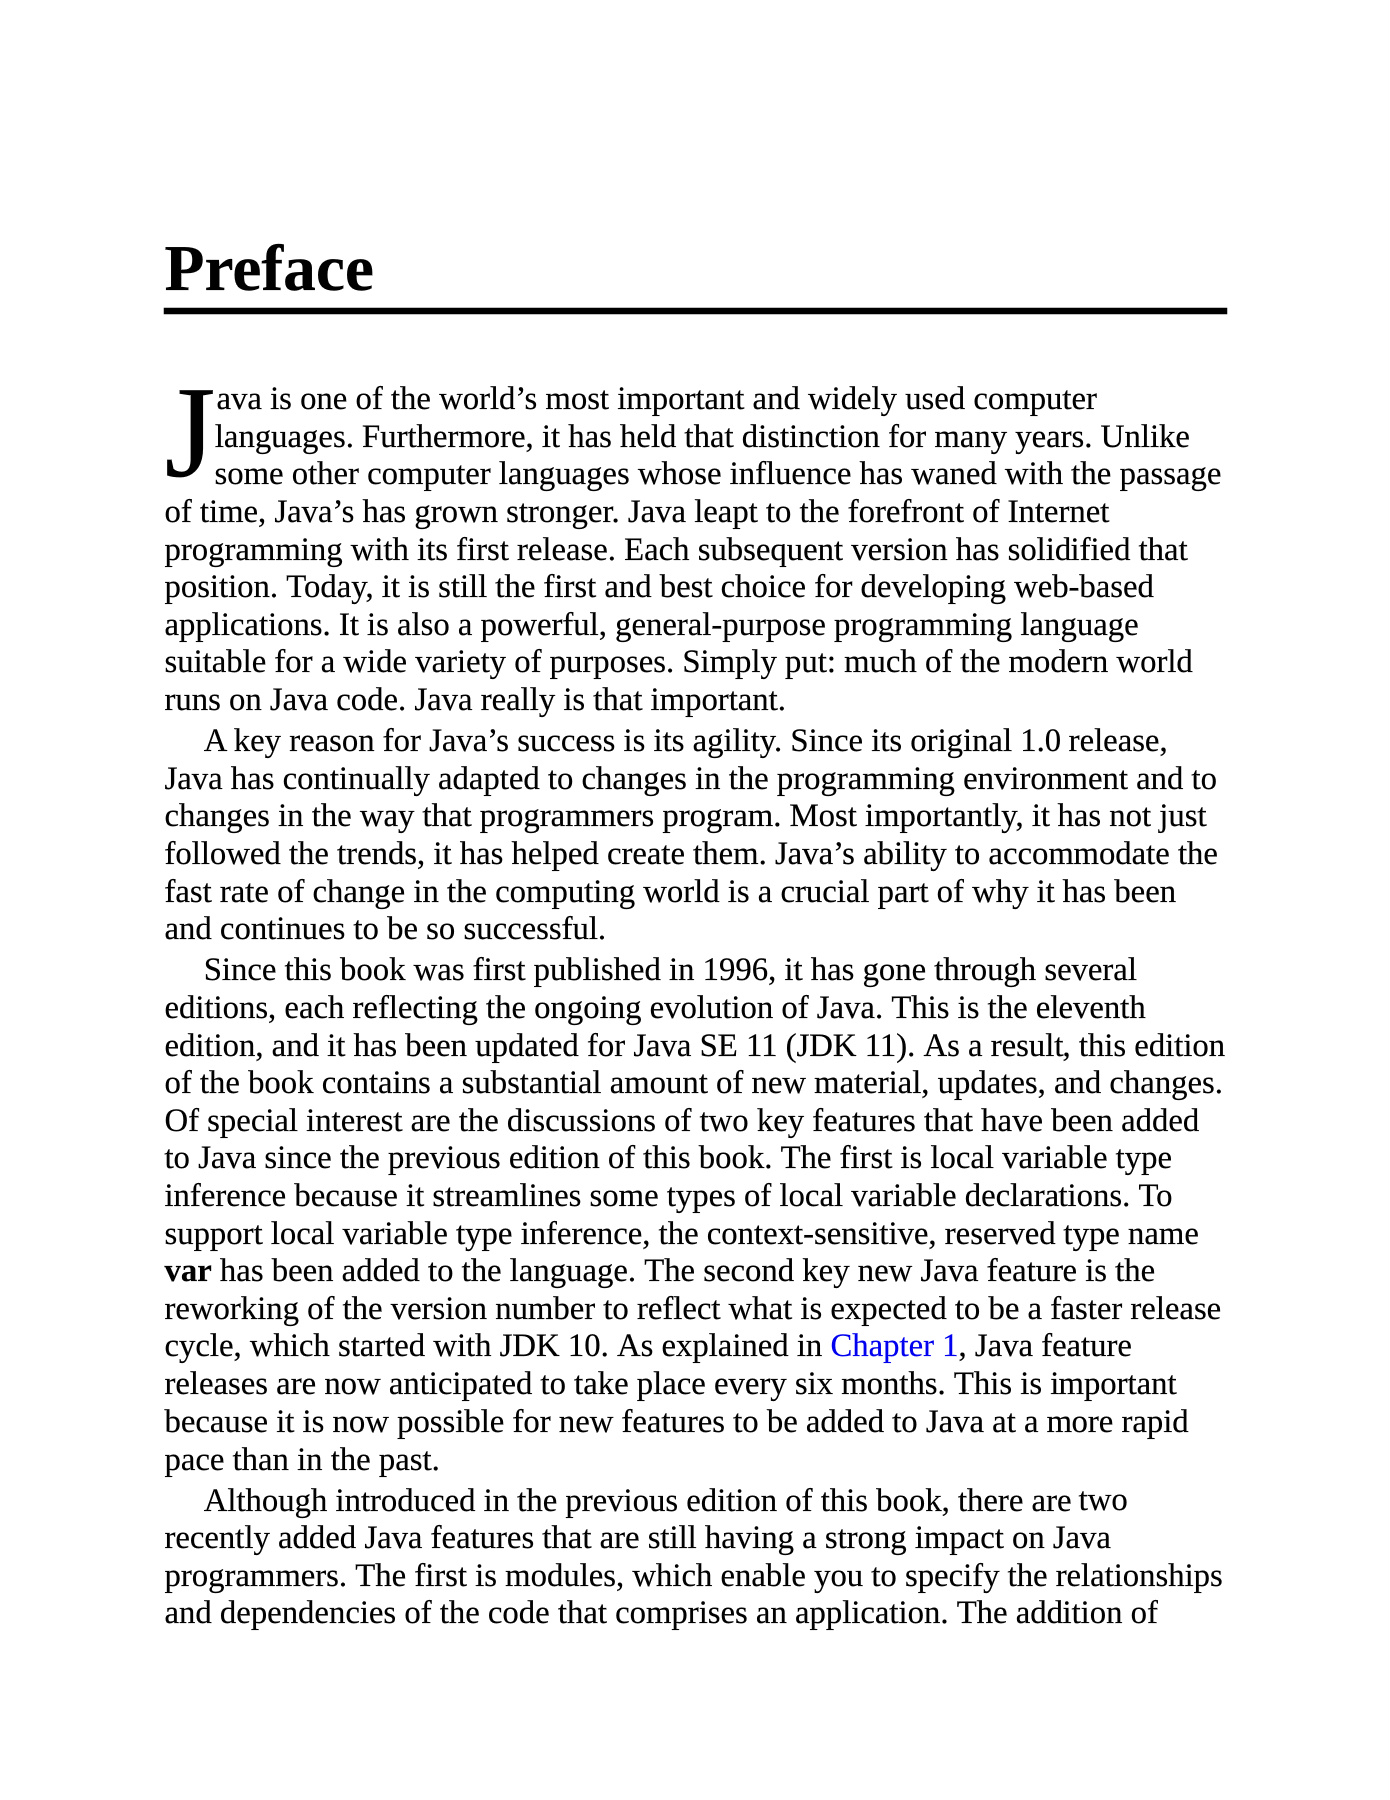 Preface
Java is one of the world’s most important and widely used computer
languages. Furthermore, it has held that distinction for many years. Unlike
some other computer languages whose influence has waned with the passage
of time, Java’s has grown stronger. Java leapt to the forefront of Internet
programming with its first release. Each subsequent version has solidified that
position. Today, it is still the first and best choice for developing web-based
applications. It is also a powerful, general-purpose programming language
suitable for a wide variety of purposes. Simply put: much of the modern world
runs on Java code. Java really is that important.
A key reason for Java’s success is its agility. Since its original 1.0 release,
Java has continually adapted to changes in the programming environment and to
changes in the way that programmers program. Most importantly, it has not just
followed the trends, it has helped create them. Java’s ability to accommodate the
fast rate of change in the computing world is a crucial part of why it has been
and continues to be so successful.
Since this book was first published in 1996, it has gone through several
editions, each reflecting the ongoing evolution of Java. This is the eleventh
edition, and it has been updated for Java SE 11 (JDK 11). As a result, this edition
of the book contains a substantial amount of new material, updates, and changes.
Of special interest are the discussions of two key features that have been added
to Java since the previous edition of this book. The first is local variable type
inference because it streamlines some types of local variable declarations. To
support local variable type inference, the context-sensitive, reserved type name
var has been added to the language. The second key new Java feature is the
reworking of the version number to reflect what is expected to be a faster release
cycle, which started with JDK 10. As explained in Chapter 1, Java feature
releases are now anticipated to take place every six months. This is important
because it is now possible for new features to be added to Java at a more rapid
pace than in the past.
Although introduced in the previous edition of this book, there are two
recently added Java features that are still having a strong impact on Java
programmers. The first is modules, which enable you to specify the relationships
and dependencies of the code that comprises an application. The addition of